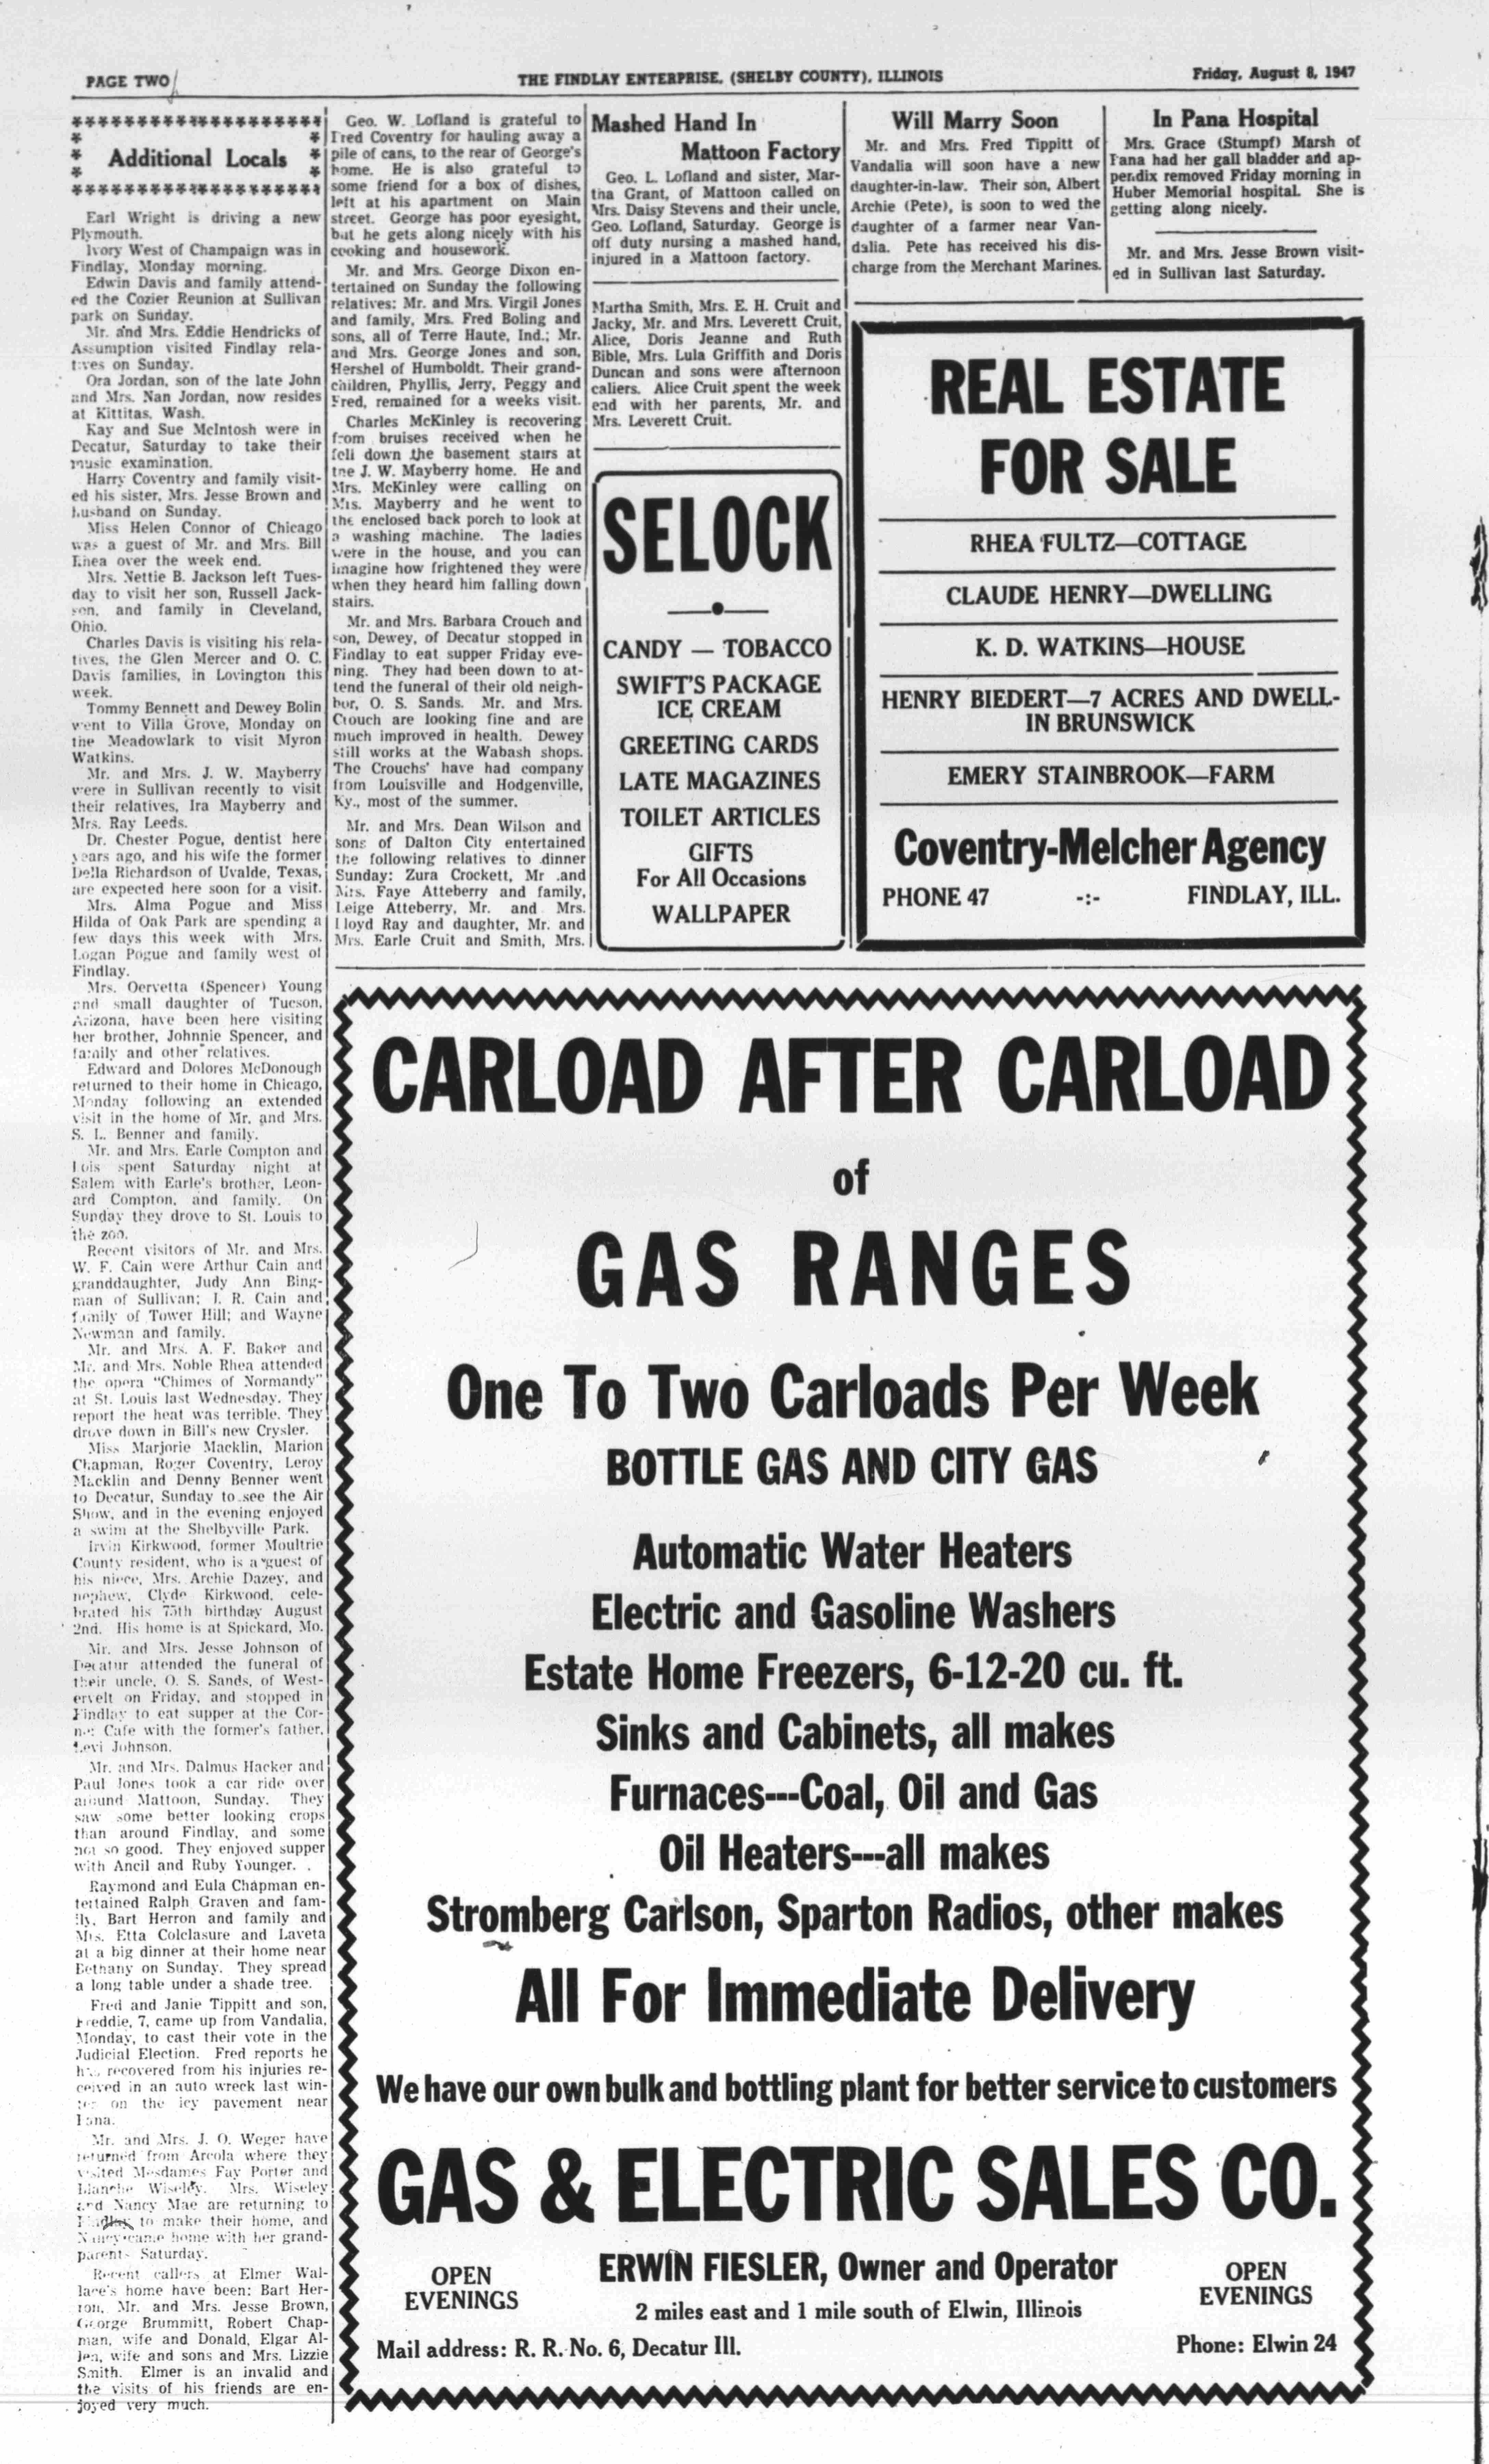 PAGE TWO
THE FINDLAY ENTERPRISE, (SHELBY COUNTY), ILLINOIS
Friday, August 8, 1947
Additional Locals
Earl Wright is driving a new
Plymouth.
Ivory West of Champaign was in
Findlay, Monday morning.
Edwin Davis and family attend-
ed the Cozier Reunion at Sullivan
park on Sunday.
Mr. and Mrs. Eddie Hendricks of
Assumption visited Findlay rela-
tives on Sunday.
Ora Jordan, son of the late John
and Mrs. Nan Jordan, now resides
at Kittitas, Wash.
Kay and Sue McIntosh were in
Decatur, Saturday to take their
music examination.
Harry Coventry and family visit-
ed his sister, Mrs. Jesse Brown and
husband on Sunday.
Miss Helen Connor of Chicago
was a guest of Mr. and Mrs. Bill
Rhea over the week end.
Mrs. Nettie B. Jackson left Tues-
day to visit her son, Russell Jack-
son, and family in Cleveland,
Ohio.
Charles Davis is visiting his rela-
tives, the Glen Mercer and O. C.
Davis families, in Lovington this
week.
Tommy Bennett and Dewey Bolin
went to Villa Grove, Monday on
the Meadowlark to visit Myron
Watkins.
Mr. and Mrs. J. W. Mayberry
were in Sullivan recently to visit
their relatives, Ira Mayberry and
Mrs. Ray Leeds.
Dr. Chester Pogue, dentist here
years ago, and his wife the former
Della Richardson of Uvalde, Texas,
are expected here soon for a visit.
Mrs. Alma Pogue and Miss
Hilda of Oak Park are spending a
few days this week with Mrs.
Logan Pogue and family west of
Findlay.
Mrs. Oervetta (Spencer) Young
and small daughter of Tucson,
Arizona, have been here visiting
her brother, Johnnie Spencer, and
family and other relatives.
Edward and Dolores McDonough
returned to their home in Chicago,
Monday following an extended
visit in the home of Mr. and Mrs.
S. L. Benner and family.
Mr. and Mrs. Earle Compton and
Lois spent Saturday night at
Salem with Earle's brother, Leon-
ard Compton, and family. On
Sunday they drove to St. Louis to
the zoo.
Recent visitors of Mr. and Mrs.
W. F. Cain were Arthur Cain and
granddaughter, Judy Ann Bing-
man of Sullivan; J. R. Cain and
family of Tower Hill; and Wayne
Newman and family.
Mr. and Mrs. A. F. Baker and
Mr. and Mrs. Noble Rhea attended
the opera "Chimes of Normandy"
at St. Louis last Wednesday. They
report the heat was terrible. They
drove down in Bill's new Crysler.
Miss Marjorie Macklin, Marion
Chapman, Roger Coventry, Leroy
Macklin and Denny Benner went
to Decatur, Sunday to see the Air
Show, and in the evening enjoyed
a swim at the Shelbyville Park.
Irvin Kirkwood, former Moultrie
County resident, who is a guest of
his niece, Mrs. Archie Dazey, and
nephew, Clyde Kirkwood, cele-
brated his 75th birthday August
2nd. His home is at Spickard, Mo.
Mr. and Mrs. Jesse Johnson of
Decatur attended the funeral of
their uncle, O. S. Sands, of West-
ervelt on Friday, and stopped in
Findlay to eat supper at the Cor-
ner Cafe with the former's father,
Levi Johnson.
Mr. and Mrs. Dalmus Hacker and
Paul Jones took a car ride over
around Mattoon, Sunday. They
saw some better looking crops
than around Findlay, and some
not so good. They enjoyed supper
with Ancil and Ruby Younger.
Raymond and Eula Chapman en-
tertained Ralph Graven and fam-
ily, Bart Herron and family and
Mrs. Etta Colclasure and Laveta
at a big dinner at their home near
Bethany on Sunday. They spread
a long table under a shade tree.
Fred and Janie Tippitt and son,
Freddie, 7, came up from Vandalia,
Monday, to cast their vote in the
Judicial Election. Fred reports he
has recovered from his injuries re-
ceived in an auto wreck last win-
ter on the icy pavement near
Pana.
Mr. and Mrs. J. O. Weger have
returned from Arcola where they
visited Mesdames Fay Porter and
Blanche Wiseley. Mrs. Wiseley
and Nancy Mae are returning to
Findlay to make their home, and
Nancy came home with her grand-
parents Saturday.
Recent callers at Elmer Wal-
lace's home have been: Bart Her-
ron, Mr. and Mrs. Jesse Brown,
George Brummitt, Robert Chap-
man, wife and Donald, Elgar Al-
len, wife and sons and Mrs. Lizzie
Smith. Elmer is an invalid and
the visits of his friends are en-
joyed very much.
Geo. W. Lofland is grateful to
Fred Coventry for hauling away a
pile of cans, to the rear of George's
home. He is also grateful to
some friend for a box of dishes,
left at his apartment on Main
street. George has poor eyesight,
but he gets along nicely with his
cooking and housework.
Mr. and Mrs. George Dixon en-
tertained on Sunday the following
relatives: Mr. and Mrs. Virgil Jones
and family, Mrs. Fred Boling and
sons, all of Terre Haute, Ind.; Mr.
and Mrs. George Jones and son,
Hershel of Humboldt. Their grand-
children, Phyllis, Jerry, Peggy and
Fred, remained for a weeks visit.
Charles McKinley is recovering
from bruises received when he
fell down the basement stairs at
the J. W. Mayberry home. He and
Mrs. McKinley were calling on
Mrs. Mayberry and he went to
the enclosed back porch to look at
a washing machine. The ladies
were in the house, and you can
imagine how frightened they were
when they heard him falling down
stairs.
Mr. and Mrs. Barbara Crouch and
son, Dewey, of Decatur stopped in
Findlay to eat supper Friday eve-
ning. They had been down to at-
tend the funeral of their old neigh-
bor, O. S. Sands. Mr. and Mrs.
Crouch are looking fine and are
much improved in health. Dewey
still works at the Wabash shops.
The Crouchs' have had company
from Louisville and Hodgenville,
Ky., most of the summer.
Mr. and Mrs. Dean Wilson and
sons of Dalton City entertained
the following relatives to dinner
Sunday: Zura Crockett, Mr and
Mrs. Faye Atteberry and family,
Leige Atteberry, Mr. and Mrs.
Lloyd Ray and daughter, Mr. and
Mrs. Earle Cruit and Smith, Mrs.
Mashed Hand In
Mattoon Factory
Geo. L. Lofland and sister, Mar-
tha Grant, of Mattoon called on
Mrs. Daisy Stevens and their uncle,
Geo. Lofland, Saturday. George is
off duty nursing a mashed hand,
injured in a Mattoon factory.
Martha Smith, Mrs. E. H. Cruit and
Jacky, Mr. and Mrs. Leverett Cruit,
Alice, Doris Jeanne and Ruth
Bible, Mrs. Lula Griffith and Doris
Duncan and sons were afternoon
callers. Alice Cruit spent the week
end with her parents, Mr. and
Mrs. Leverett Cruit.
SELOCK
CANDY — TOBACCO
SWIFT'S PACKAGE
ICE CREAM
GREETING CARDS
LATE MAGAZINES
TOILET ARTICLES
GIFTS
For All Occasions
WALLPAPER
Will Marry Soon
Mr. and Mrs. Fred Tippitt of
Vandalia will soon have a new
daughter-in-law. Their son, Albert
Archie (Pete), is soon to wed the
daughter of a farmer near Van-
dalia. Pete has received his dis-
charge from the Merchant Marines.
In Pana Hospital
Mrs. Grace (Stumpf) Marsh of
Pana had her gall bladder and ap-
pendix removed Friday morning in
Huber Memorial hospital. She is
getting along nicely.
Mr. and Mrs. Jesse Brown visit-
ed in Sullivan last Saturday.
REAL ESTATE
FOR SALE
RHEA FULTZ—COTTAGE
CLAUDE HENRY—DWELLING
K. D. WATKINS—HOUSE
HENRY BIEDERT—7 ACRES AND DWELL-
IN BRUNSWICK
EMERY STAINBROOK—FARM
Coventry-Melcher Agency
PHONE 47 -:- FINDLAY, ILL.
CARLOAD AFTER CARLOAD
of
GAS RANGES
One To Two Carloads Per Week
BOTTLE GAS AND CITY GAS
Automatic Water Heaters
Electric and Gasoline Washers
Estate Home Freezers, 6-12-20 cu. ft.
Sinks and Cabinets, all makes
Furnaces---Coal, Oil and Gas
Oil Heaters---all makes
Stromberg Carlson, Sparton Radios, other makes
All For Immediate Delivery
We have our own bulk and bottling plant for better service to customers
GAS & ELECTRIC SALES CO.
OPEN
EVENINGS
ERWIN FIESLER, Owner and Operator
2 miles east and 1 mile south of Elwin, Illinois
OPEN
EVENINGS
Mail address: R. R. No. 6, Decatur Ill.
Phone: Elwin 24